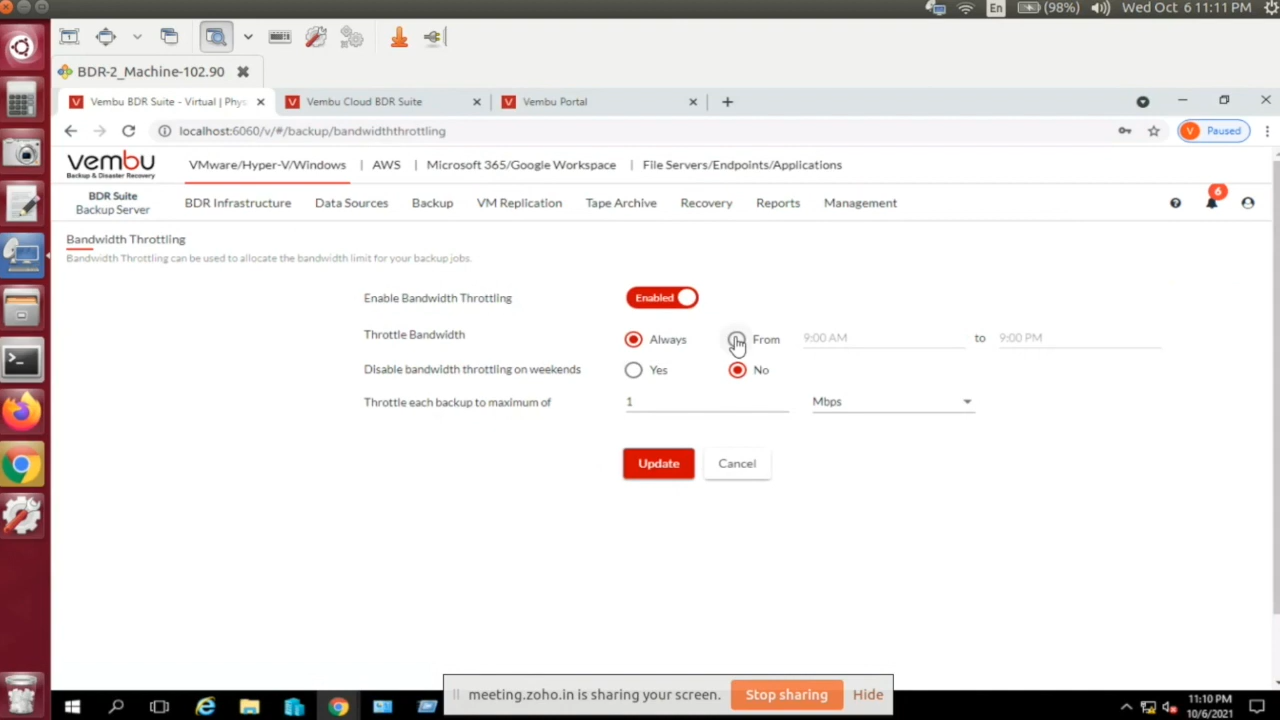 En (98%) Wed Oct 6 11:11 PM
BDR-2_Machine-102.90
Vembu BDR Suite - Virtual | Phys
Vembu Cloud BDR Suite
Vembu Portal
localhost:6060/v/#/backup/bandwidththrottling
V Paused
vembu
Backup & Disaster Recovery
VMware/Hyper-V/Windows | AWS | Microsoft 365/Google Workspace | File Servers/Endpoints/Applications
BDR Suite
Backup Server
BDR Infrastructure Data Sources Backup VM Replication Tape Archive Recovery Reports Management
6
Bandwidth Throttling
Bandwidth Throttling can be used to allocate the bandwidth limit for your backup jobs.
Enable Bandwidth Throttling Enabled
Throttle Bandwidth Always From 9:00 AM to 9:00 PM
Disable bandwidth throttling on weekends Yes No
Throttle each backup to maximum of 1 Mbps
Update Cancel
meeting.zoho.in is sharing your screen. Stop sharing Hide
11:10 PM
10/6/2021